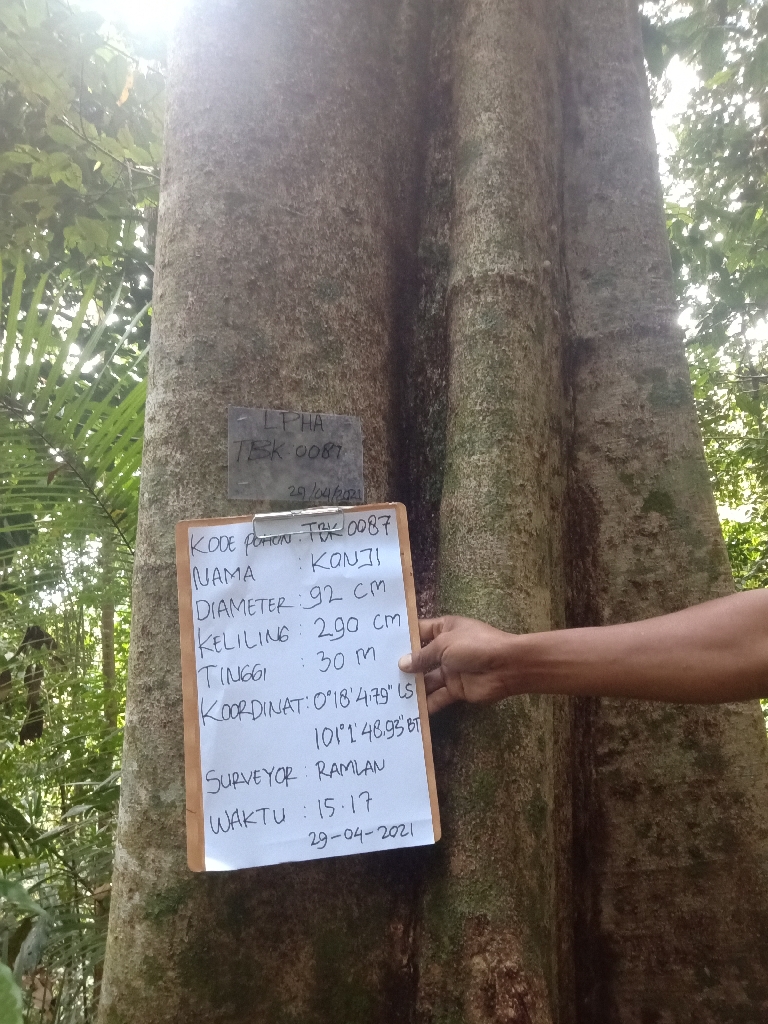 LPHA
TBK 0087
29/04/2021
KODE POHON TBK 0087
NAMA : KONJI
DIAMETER : 92 cm
KELILING : 290 cm
TINGGI : 30 M
KOORDINAT : 0°18'4.79" LS
101°1'48.93" BT
SURVEYOR : RAMLAN
WAKTU : 15.17
29-04-2021